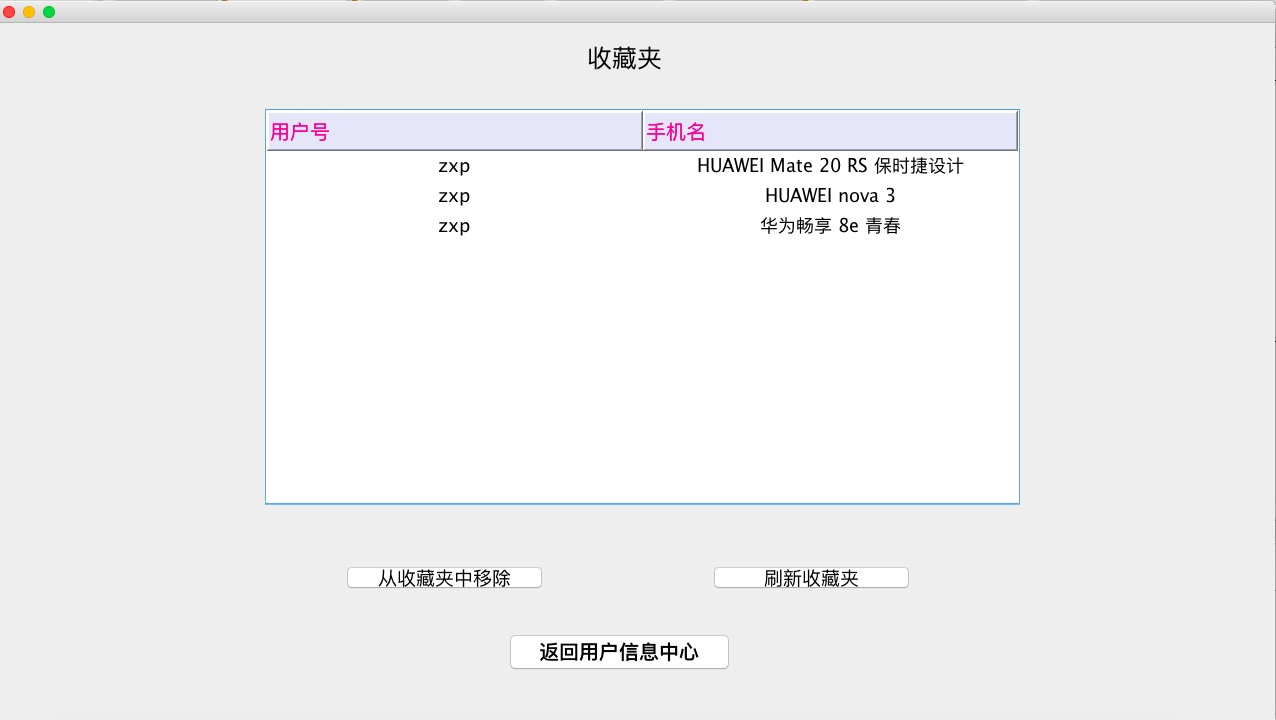 收藏夹
用户号 手机名
zxp HUAWEI Mate 20 RS 保时捷设计
zxp HUAWEI nova 3
zxp 华为畅享 8e 青春
从收藏夹中移除 刷新收藏夹
返回用户信息中心